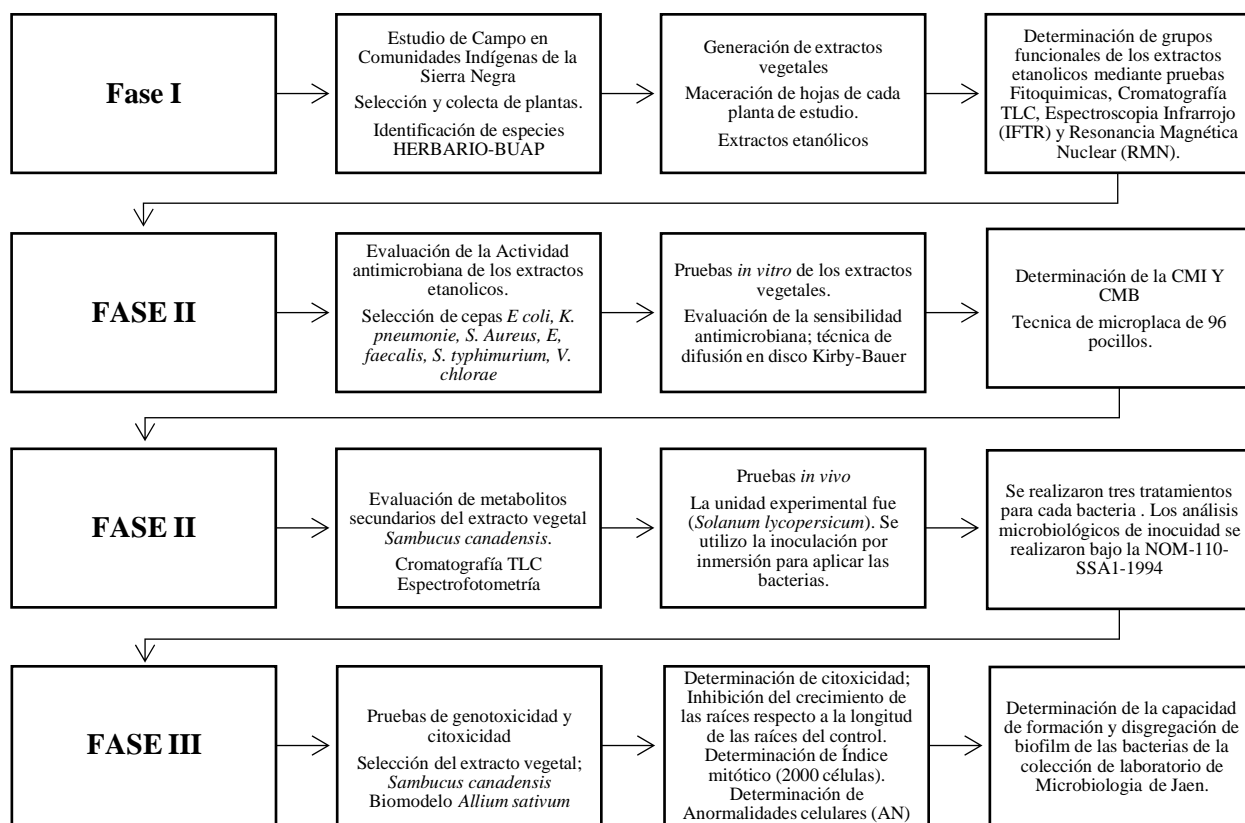 Fase I
Estudio de Campo en
Comunidades Indígenas de la
Sierra Negra
Selección y colecta de plantas.
Identificación de especies
HERBARIO-BUAP
Generación de extractos
vegetales
Maceración de hojas de cada
planta de estudio.
Extractos etanólicos
Determinación de grupos
funcionales de los extractos
etanolicos mediante pruebas
Fitoquimicas, Cromatografía
TLC, Espectroscopia Infrarrojo
(IFTR) y Resonancia Magnética
Nuclear (RMN).
FASE II
Evaluación de la Actividad
antimicrobiana de los extractos
etanolicos.
Selección de cepas E coli, K.
pneumonie, S. Aureus, E,
faecalis, S. typhimurium, V.
chlorae
Pruebas in vitro de los extractos
vegetales.
Evaluación de la sensibilidad
antimicrobiana; técnica de
difusión en disco Kirby-Bauer
Determinación de la CMI Y
CMB
Tecnica de microplaca de 96
pocillos.
FASE II
Evaluación de metabolitos
secundarios del extracto vegetal
Sambucus canadensis.
Cromatografía TLC
Espectrofotometría
Pruebas in vivo
La unidad experimental fue
(Solanum lycopersicum). Se
utilizo la inoculación por
inmersión para aplicar las
bacterias.
Se realizaron tres tratamientos
para cada bacteria . Los análisis
microbiológicos de inocuidad se
realizaron bajo la NOM-110-
SSA1-1994
FASE III
Pruebas de genotoxicidad y
citoxicidad
Selección del extracto vegetal;
Sambucus canadensis
Biomodelo Allium sativum
Determinación de citoxicidad;
Inhibición del crecimiento de
las raíces respecto a la longitud
de las raíces del control.
Determinación de Índice
mitótico (2000 células).
Determinación de
Anormalidades celulares (AN)
Determinación de la capacidad
de formación y disgregación de
biofilm de las bacterias de la
colección de laboratorio de
Microbiologia de Jaen.